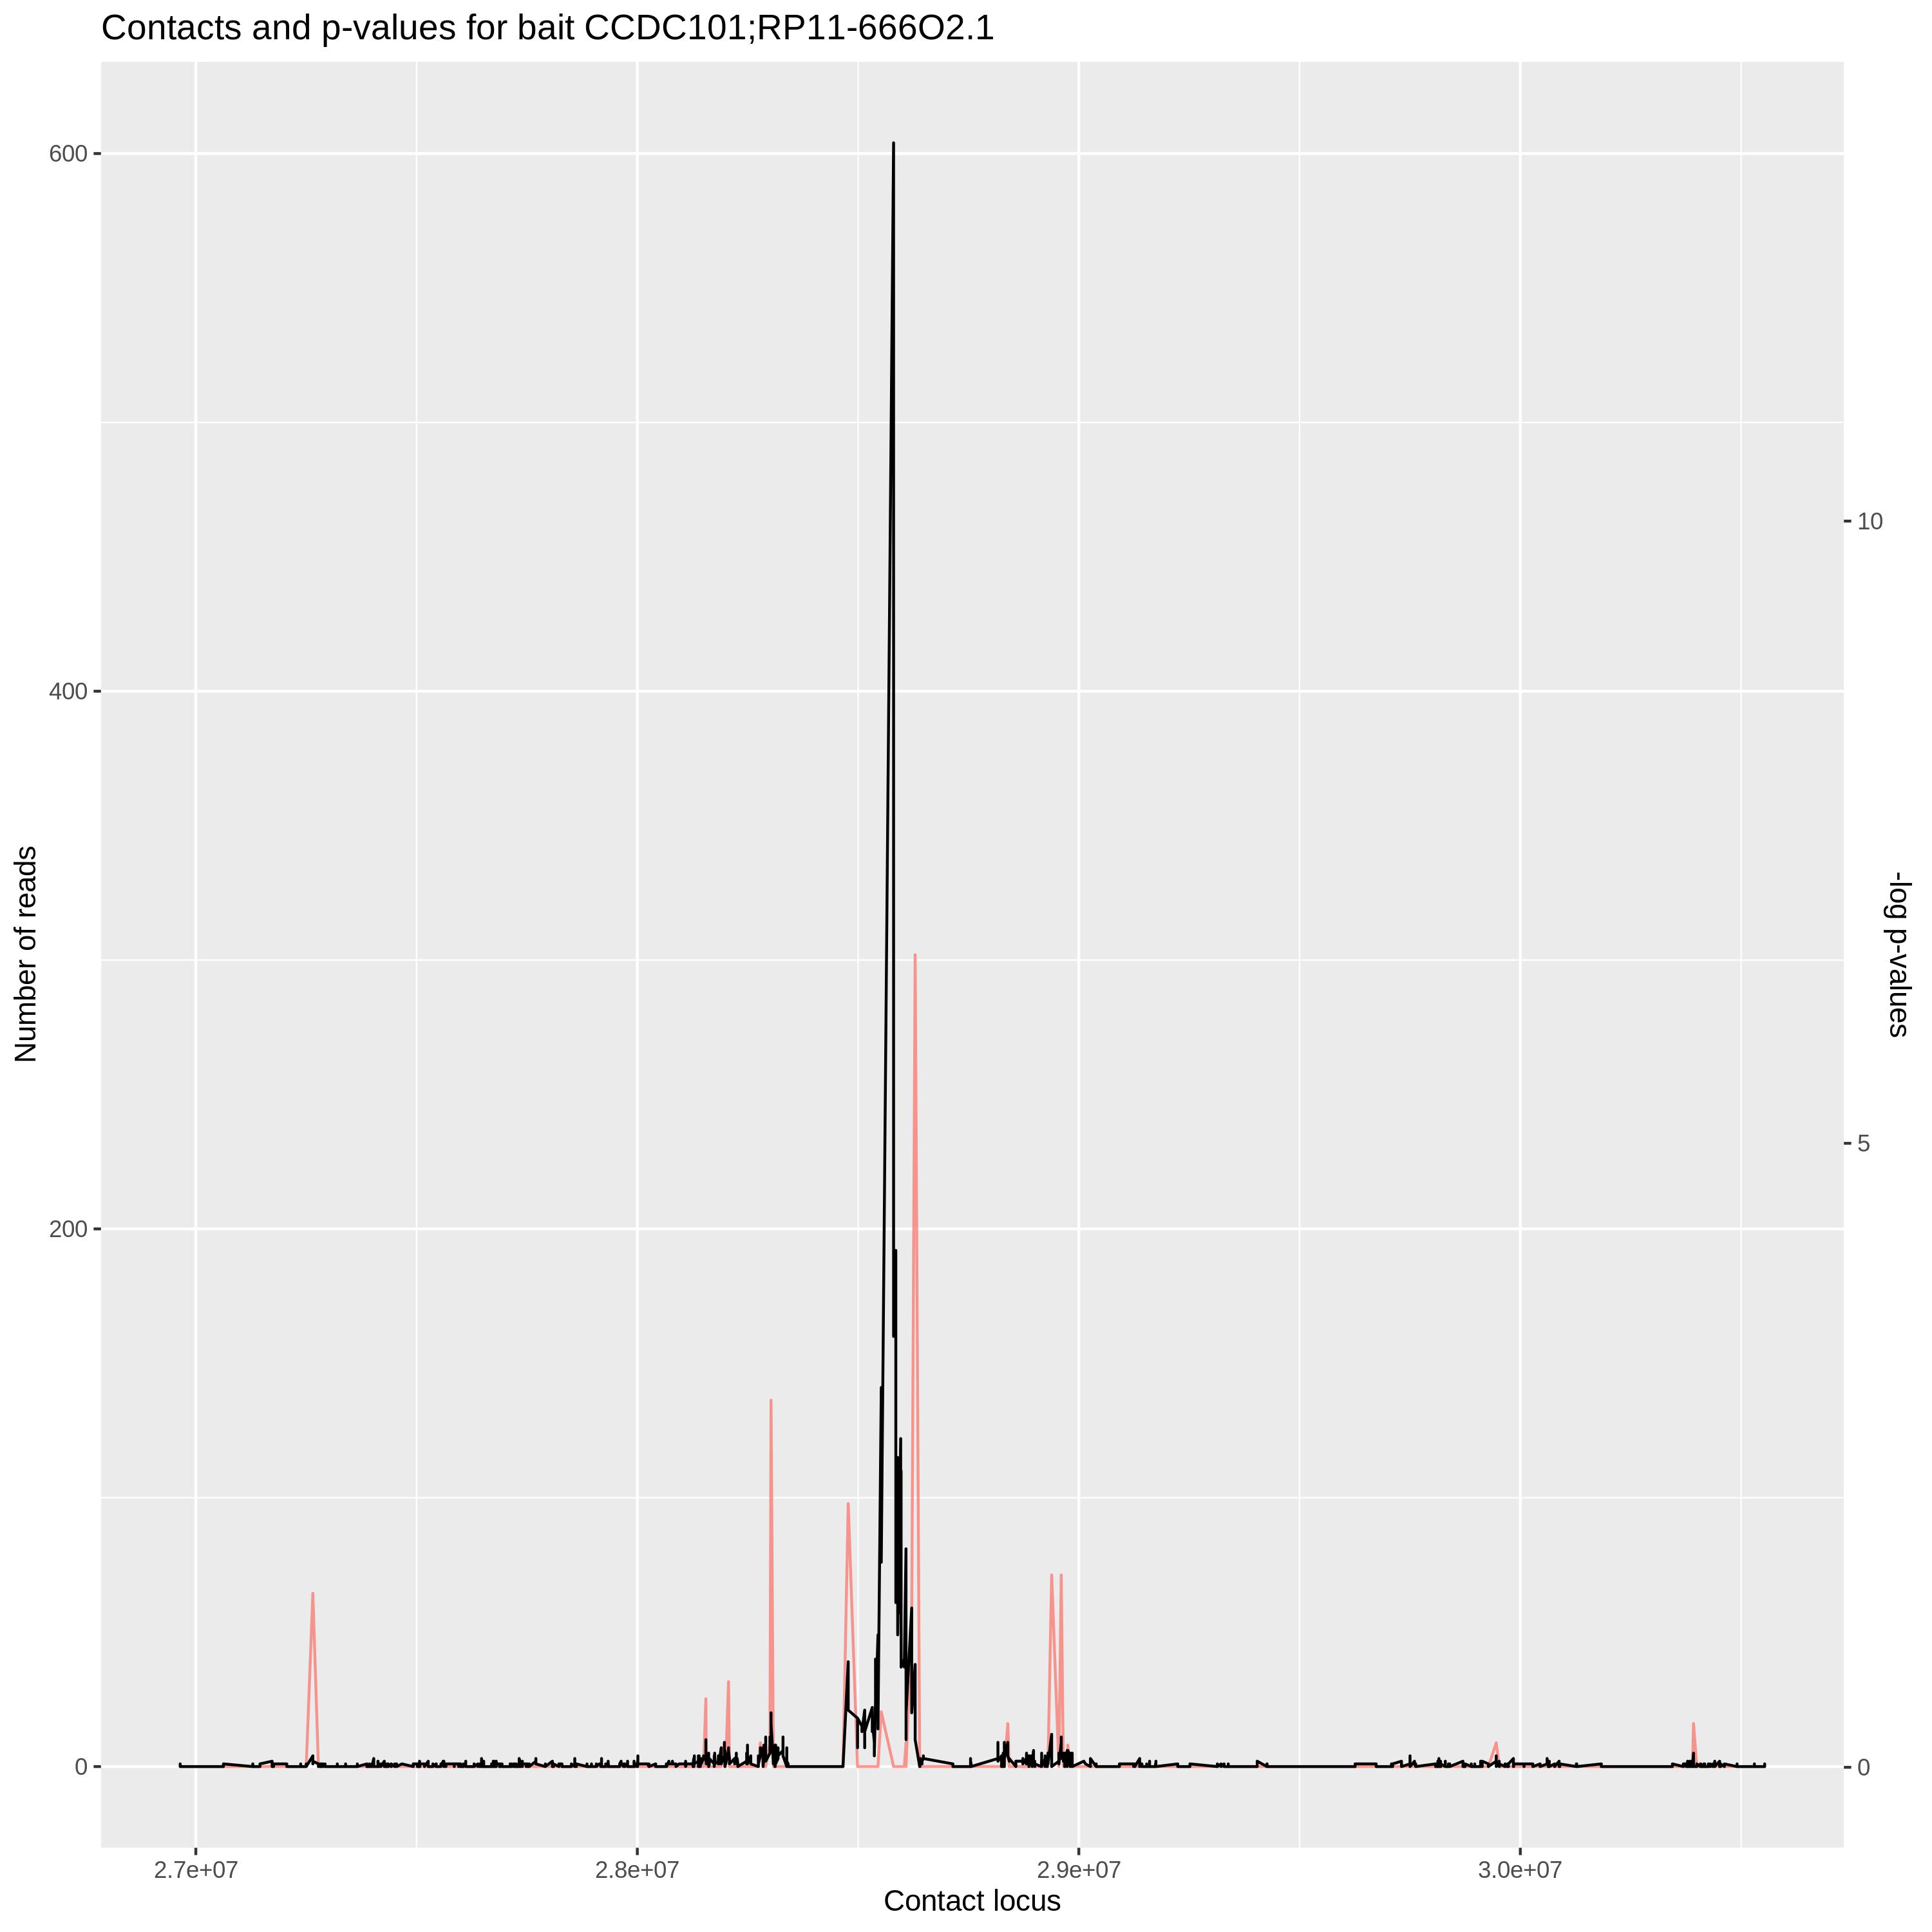 Contacts and p-values for bait CCDC101;RP11-666O2.1
600
400
200
0
Number of reads
10
5
0
-log p-values
2.7e+07
2.8e+07
2.9e+07
3.0e+07
Contact locus